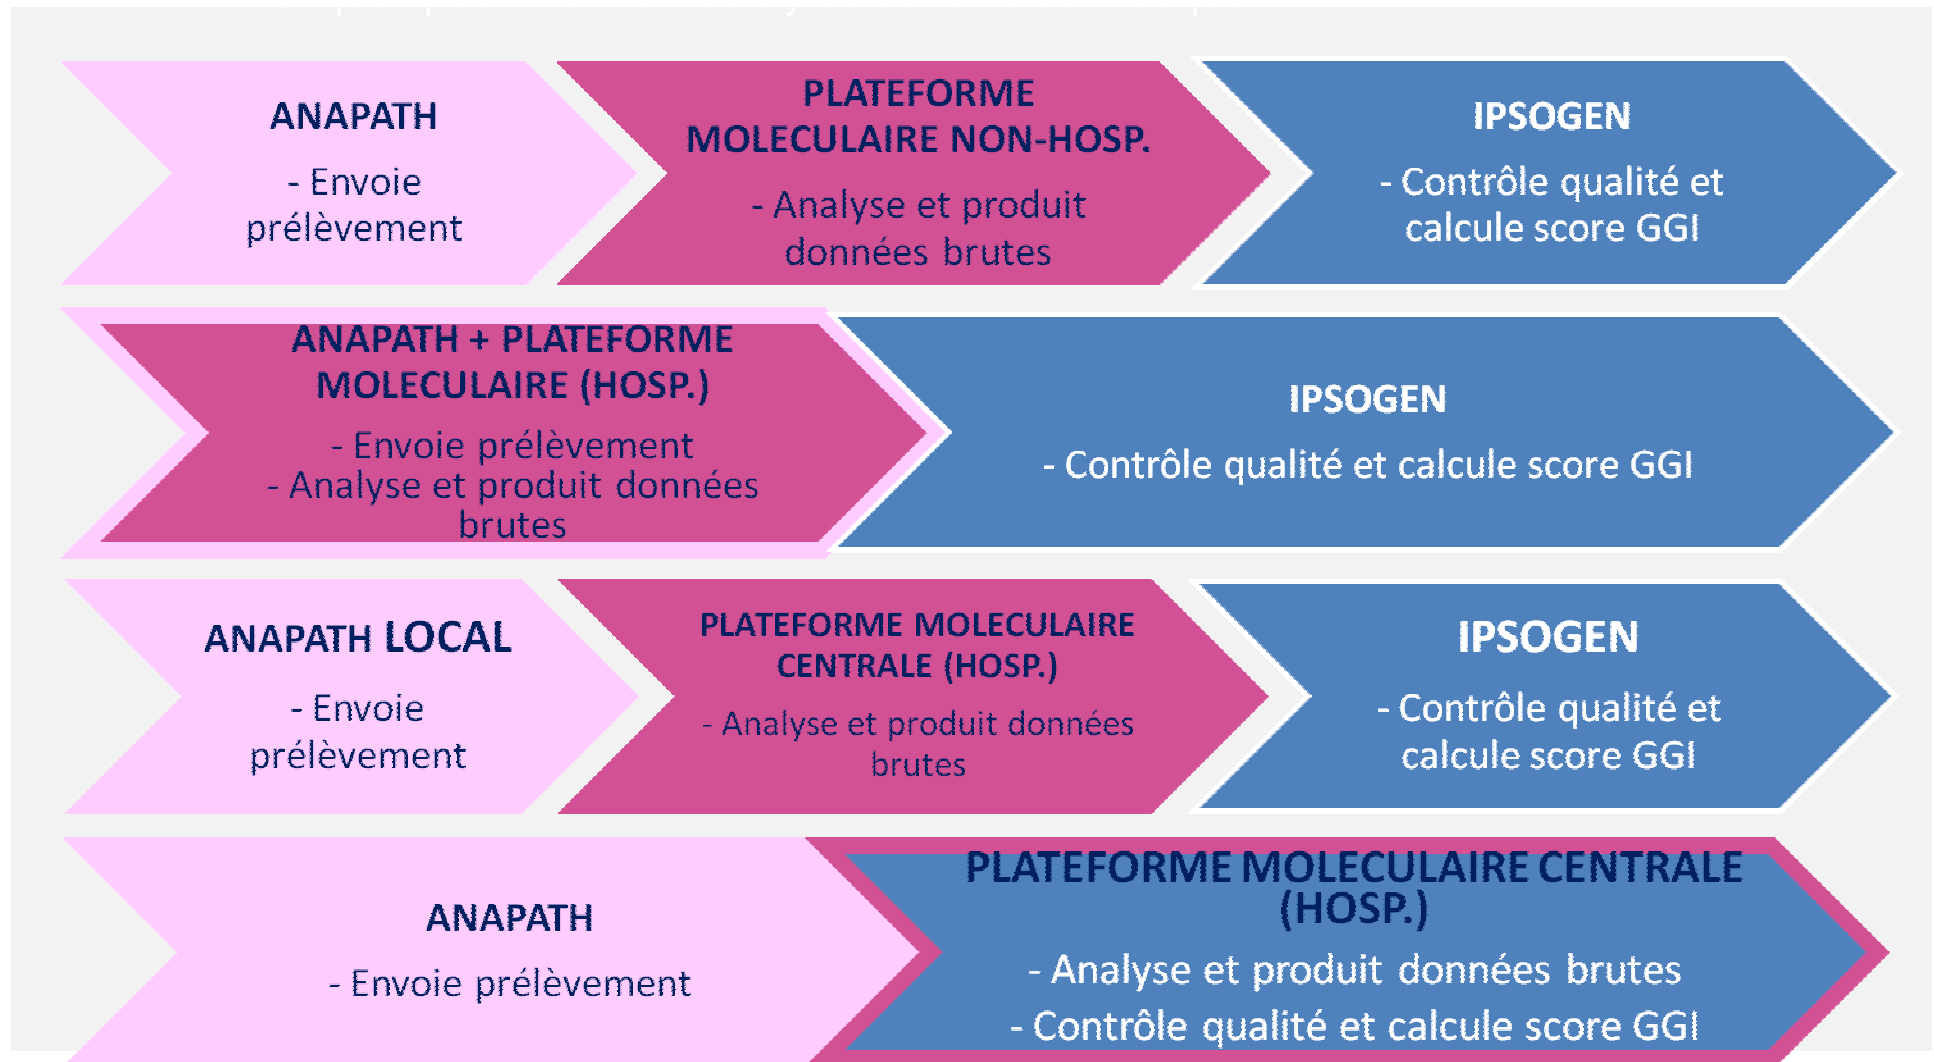 ANAPATH
- Envoie
prélèvement
PLATEFORME
MOLECULAIRE NON-HOSP.
- Analyse et produit
données brutes
IPSOGEN
- Contrôle qualité et
calcule score GGI
ANAPATH + PLATEFORME
MOLECULAIRE (HOSP.)
- Envoie prélèvement
- Analyse et produit données
brutes
IPSOGEN
- Contrôle qualité et calcule score GGI
ANAPATH LOCAL
- Envoie
prélèvement
PLATEFORME MOLECULAIRE
CENTRALE (HOSP.)
- Analyse et produit données
brutes
IPSOGEN
- Contrôle qualité et
calcule score GGI
ANAPATH
- Envoie prélèvement
PLATEFORME MOLECULAIRE CENTRALE
(HOSP.)
- Analyse et produit données brutes
- Contrôle qualité et calcule score GGI